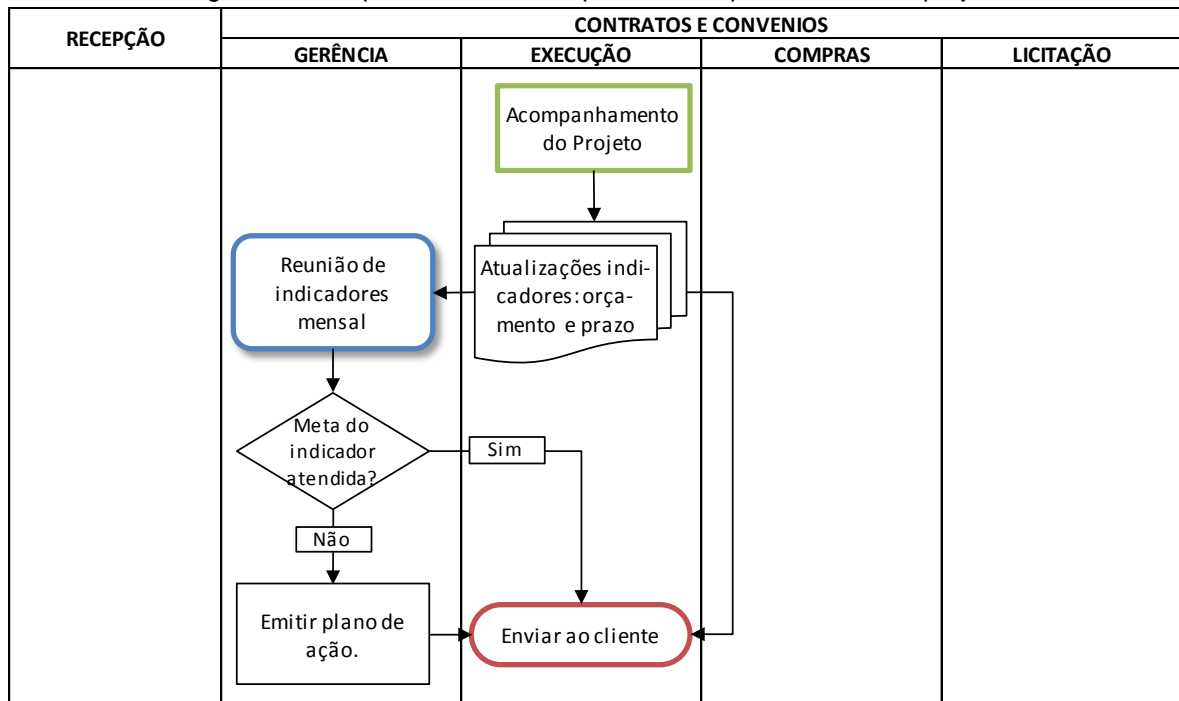 RECEPÇÃO
CONTRATOS E CONVENIOS
GERÊNCIA
EXECUÇÃO
COMPRAS
LICITAÇÃO
Acompanhamento
do Projeto
Reunião de
indicadores
mensal
Atualizações indi-
cadores: orça-
mento e prazo
Meta do
indicador
atendida?
Sim
Não
Emitir plano de
ação.
Enviar ao cliente